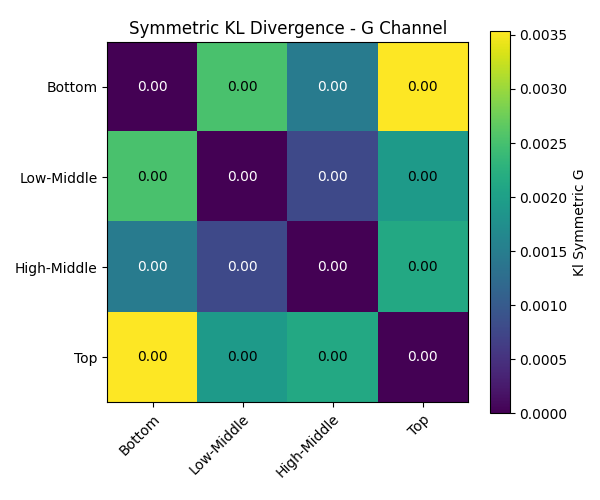 Symmetric KL Divergence - G Channel
Bottom 0.00 0.00 0.00 0.00
Low-Middle 0.00 0.00 0.00 0.00
High-Middle 0.00 0.00 0.00 0.00
Top 0.00 0.00 0.00 0.00
Bottom Low-Middle High-Middle Top
0.0035
0.0030
0.0025
0.0020
0.0015
0.0010
0.0005
0.0000
Kl Symmetric G